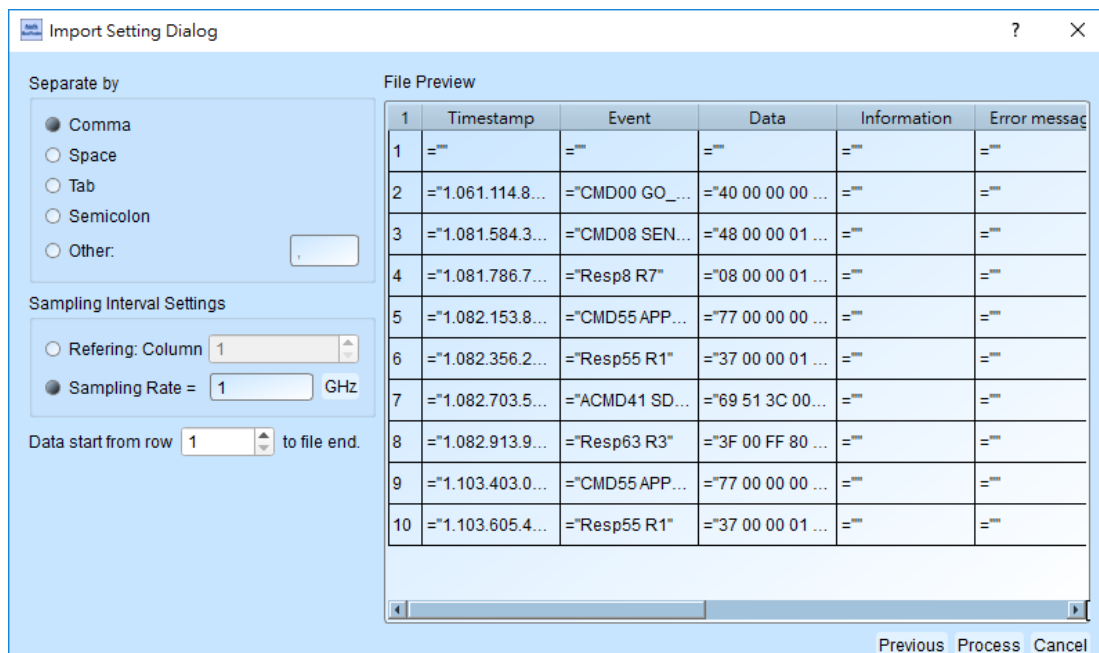 Import Setting Dialog ? ×
Separate by
Comma
Space
Tab
Semicolon
Other: ,
Sampling Interval Settings
Refering: Column 1
Sampling Rate = 1 GHz
Data start from row 1 to file end.
File Preview
1 Timestamp Event Data Information Error messag
1 ="" ="" ="" ="" =""
2 ="1.061.114.8... ="CMD00 GO_... ="40 00 00 00 ... ="" =""
3 ="1.081.584.3... ="CMD08 SEN... ="48 00 00 01 ... ="" =""
4 ="1.081.786.7... ="Resp8 R7" ="08 00 00 01 ... ="" =""
5 ="1.082.153.8... ="CMD55 APP... ="77 00 00 00 ... ="" =""
6 ="1.082.356.2... ="Resp55 R1" ="37 00 00 01 ... ="" =""
7 ="1.082.703.5... ="ACMD41 SD... ="69 51 3C 00... ="" =""
8 ="1.082.913.9... ="Resp63 R3" ="3F 00 FF 80 ... ="" =""
9 ="1.103.403.0... ="CMD55 APP... ="77 00 00 00 ... ="" =""
10 ="1.103.605.4... ="Resp55 R1" ="37 00 00 01 ... ="" =""
Previous Process Cancel